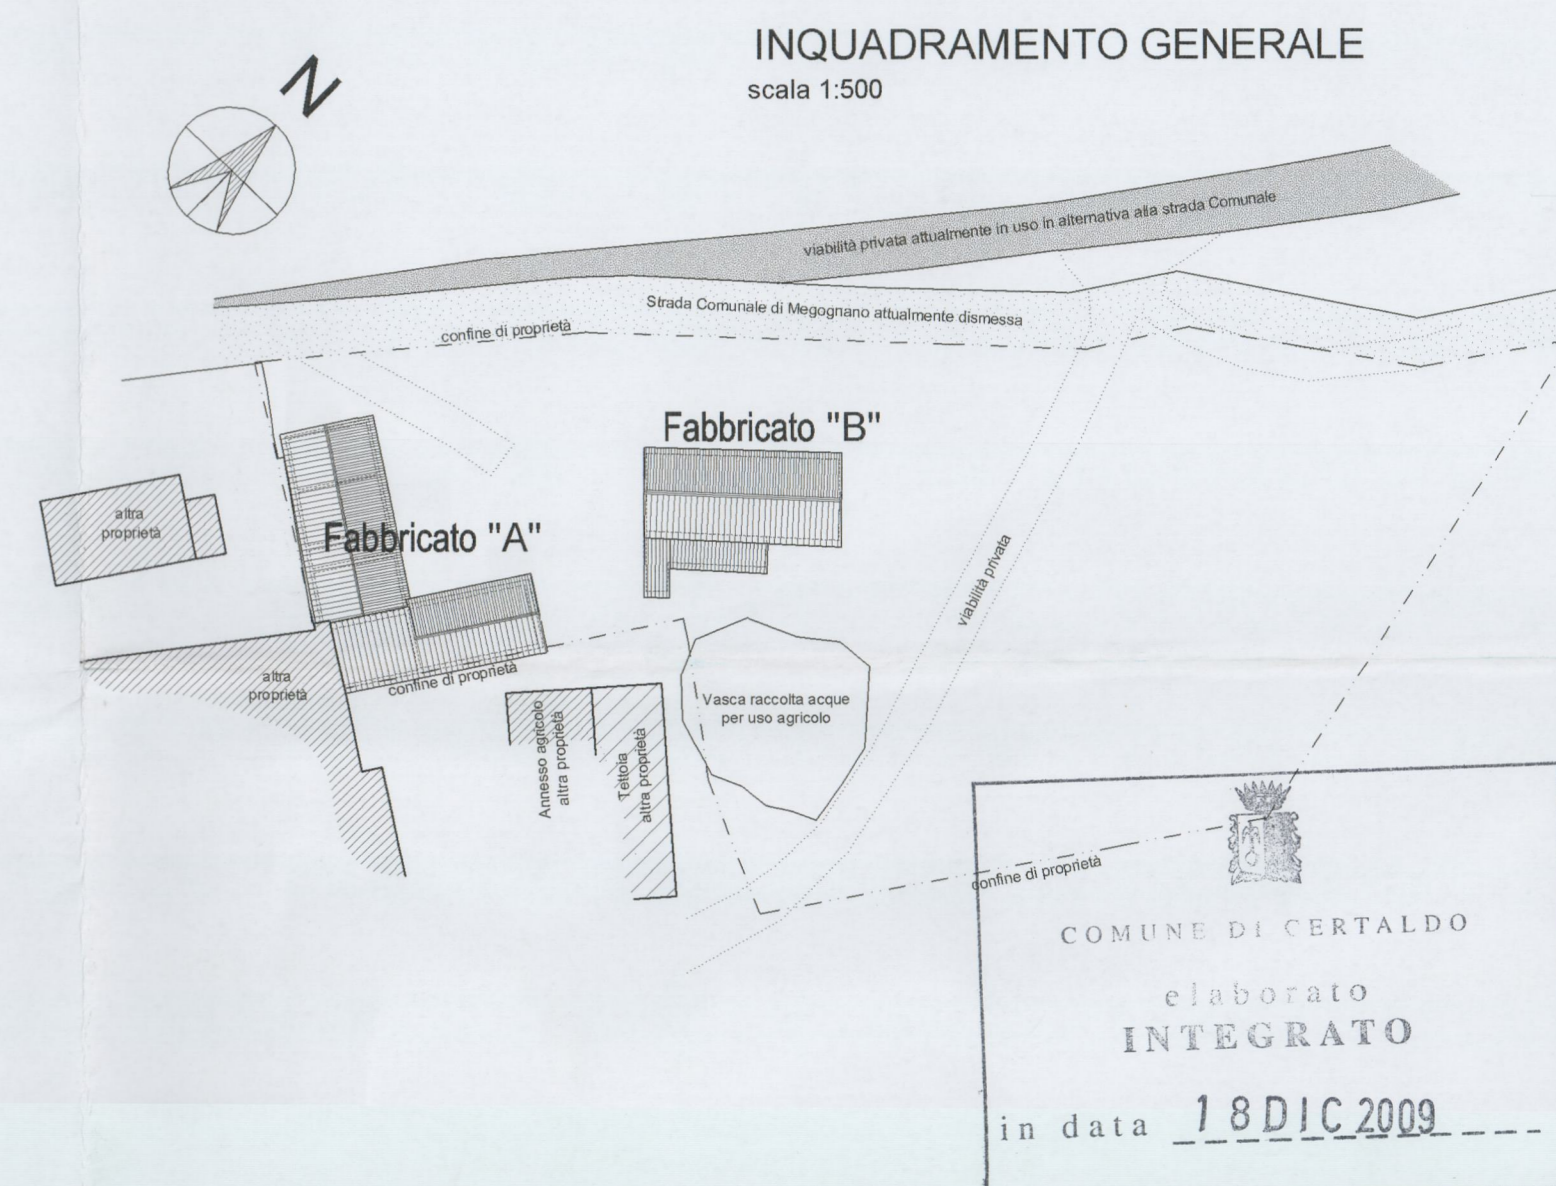 INQUADRAMENTO GENERALE
scala 1:500
N
viabilità privata attualmente in uso in alternativa alla strada Comunale
Strada Comunale di Megognano attualmente dismessa
confine di proprietà
Fabbricato "B"
altra
proprietà
Fabbricato "A"
viabilità privata
altra
proprietà
confine di proprietà
Annesso agricolo
altra proprietà
Tettoia
altra proprietà
Vasca raccolta acque
per uso agricolo
confine di proprietà
COMUNE DI CERTALDO
elaborato
INTEGRATO
in data 18 DIC 2009